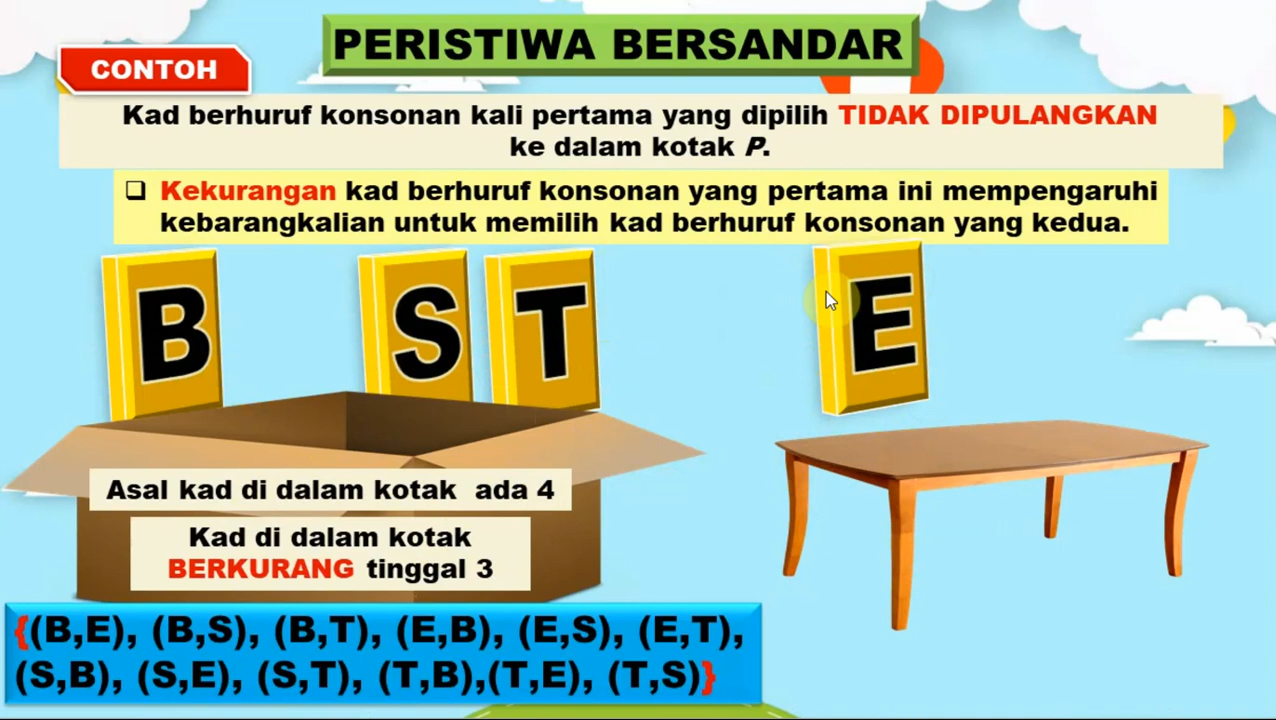 PERISTIWA BERSANDAR
CONTOH
Kad berhuruf konsonan kali pertama yang dipilih TIDAK DIPULANGKAN
ke dalam kotak P.
Kekurangan kad berhuruf konsonan yang pertama ini mempengaruhi
kebarangkalian untuk memilih kad berhuruf konsonan yang kedua.
B S T E
Asal kad di dalam kotak ada 4
Kad di dalam kotak
BERKURANG tinggal 3
{(B,E), (B,S), (B,T), (E,B), (E,S), (E,T),
(S,B), (S,E), (S,T), (T,B),(T,E), (T,S)}